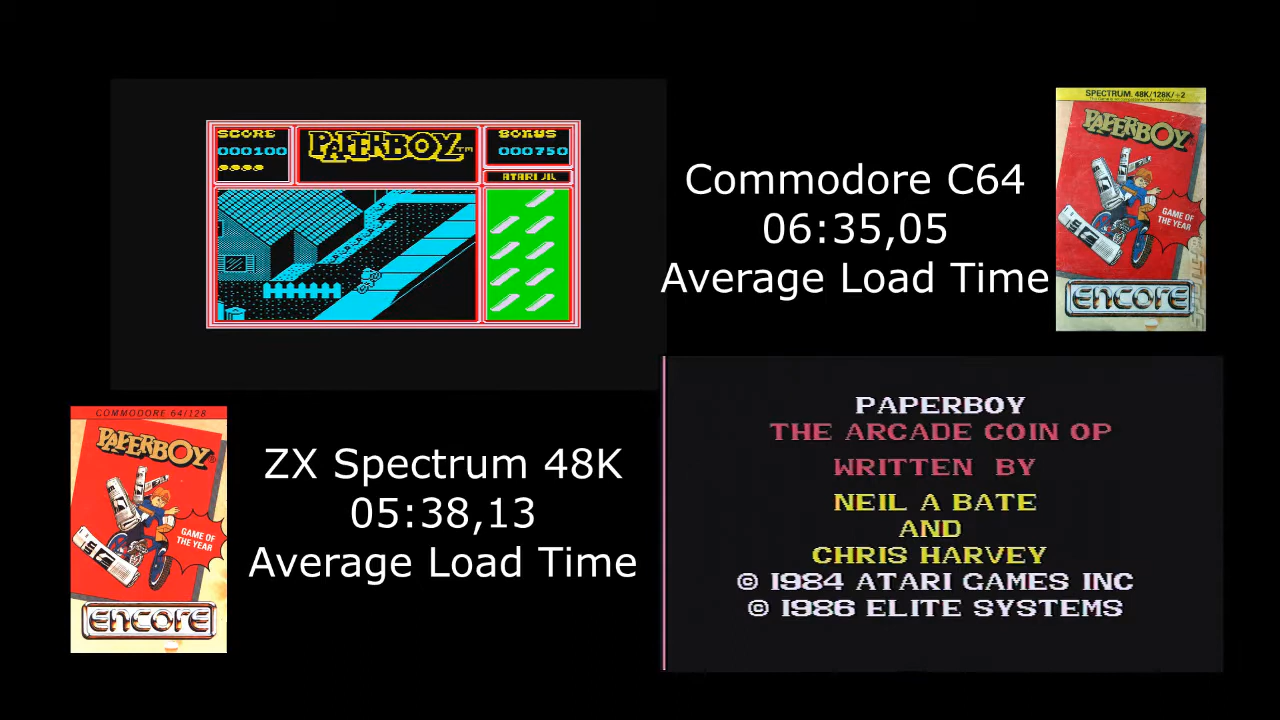 SCORE
000100
PAPERBOY™
BONUS
000750
ATARI
Commodore C64
06:35,05
Average Load Time
SPECTRUM 48K/128K/+2
PAPERBOY
GAME OF
THE YEAR
ENCORE
COMMODORE 64/128
PAPERBOY
GAME OF
THE YEAR
ENCORE
ZX Spectrum 48K
05:38,13
Average Load Time
PAPERBOY
THE ARCADE COIN OP
WRITTEN BY
NEIL A BATE
AND
CHRIS HARVEY
© 1984 ATARI GAMES INC
© 1986 ELITE SYSTEMS